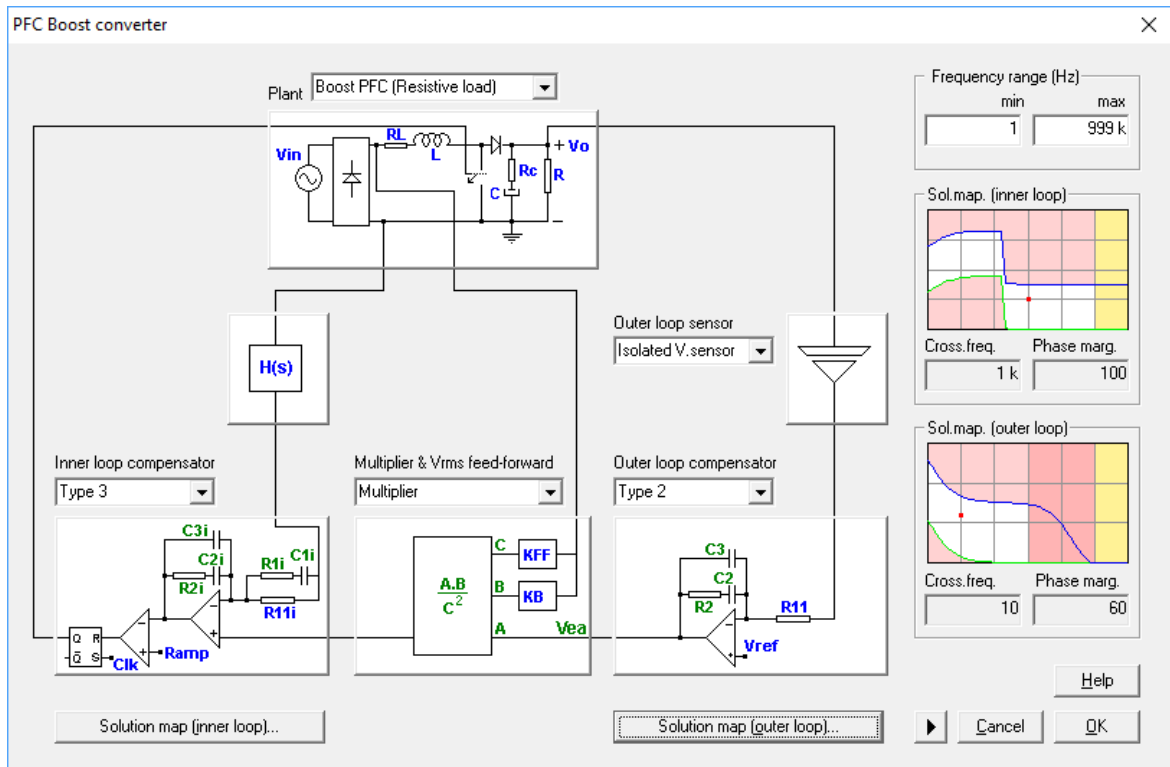 PFC Boost converter
Plant
Boost PFC (Resistive load)
RL
L
Vin
+ Vo
Rc
R
C
–
H(s)
Outer loop sensor
Isolated V.sensor
Inner loop compensator
Type 3
Multiplier & Vrms feed-forward
Multiplier
Outer loop compensator
Type 2
C3i
C2i
R2i
C1i
R1i
R11i
Q R
Q S
Clk
Ramp
A.B
C²
C
B
A
KFF
KB
Vea
C3
C2
R2
R11
Vref
Solution map (inner loop)...
Solution map (outer loop)...
Frequency range (Hz)
min max
1 999 k
Sol.map. (inner loop)
Cross.freq. Phase marg.
1 k 100
Sol.map. (outer loop)
Cross.freq. Phase marg.
10 60
Help
Cancel
OK